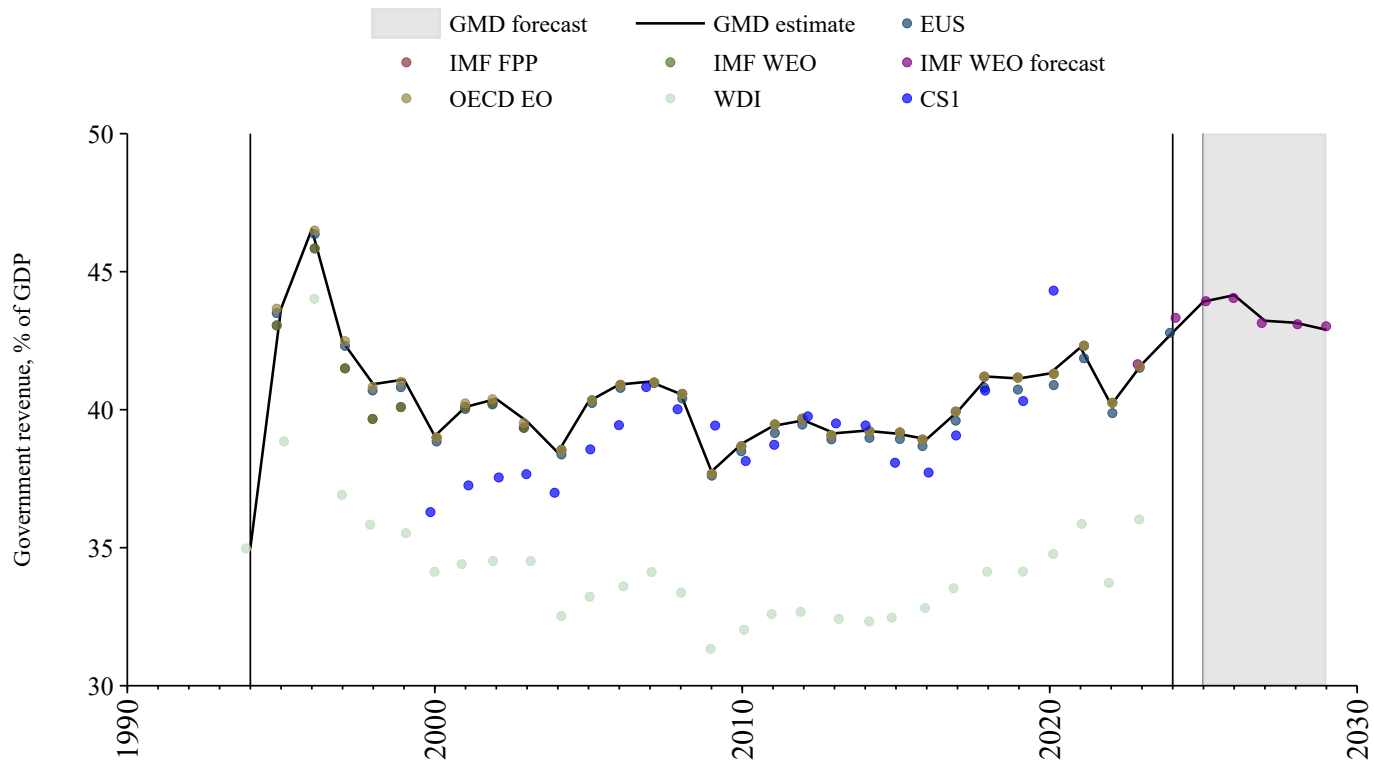 GMD forecast GMD estimate EUS
IMF FPP IMF WEO IMF WEO forecast
OECD EO WDI CS1
Government revenue, % of GDP
50
45
40
35
30
1990 2000 2010 2020 2030